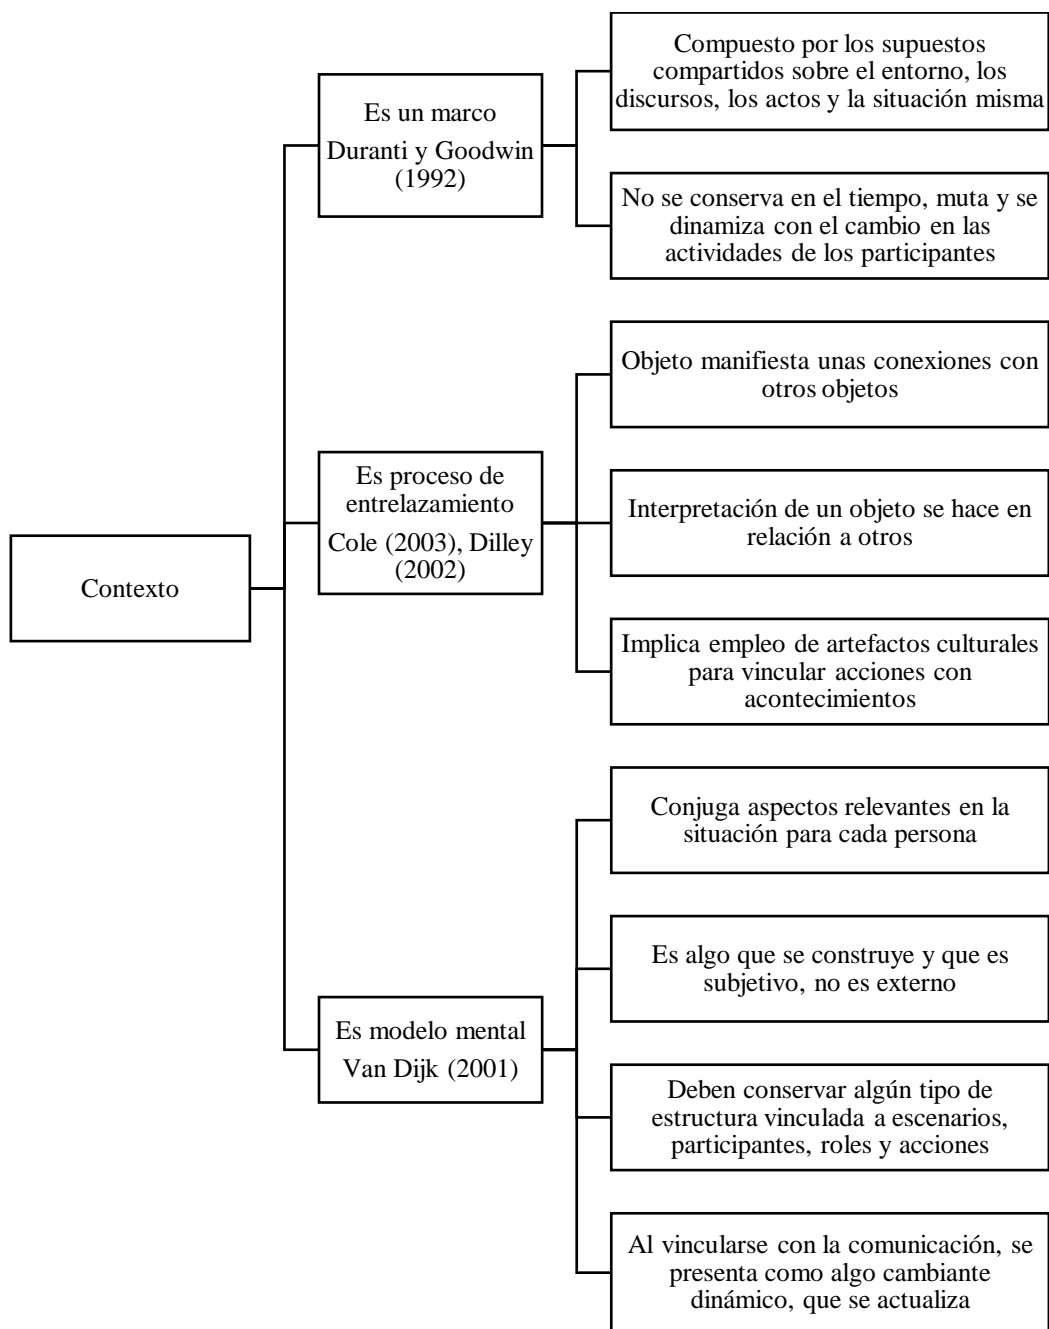 Contexto
Es un marco
Duranti y Goodwin
(1992)
Compuesto por los supuestos
compartidos sobre el entorno, los
discursos, los actos y la situación misma
No se conserva en el tiempo, muta y se
dinamiza con el cambio en las
actividades de los participantes
Es proceso de
entrelazamiento
Cole (2003), Dilley
(2002)
Objeto manifiesta unas conexiones con
otros objetos
Interpretación de un objeto se hace en
relación a otros
Implica empleo de artefactos culturales
para vincular acciones con
acontecimientos
Es modelo mental
Van Dijk (2001)
Conjuga aspectos relevantes en la
situación para cada persona
Es algo que se construye y que es
subjetivo, no es externo
Deben conservar algún tipo de
estructura vinculada a escenarios,
participantes, roles y acciones
Al vincularse con la comunicación, se
presenta como algo cambiante
dinámico, que se actualiza